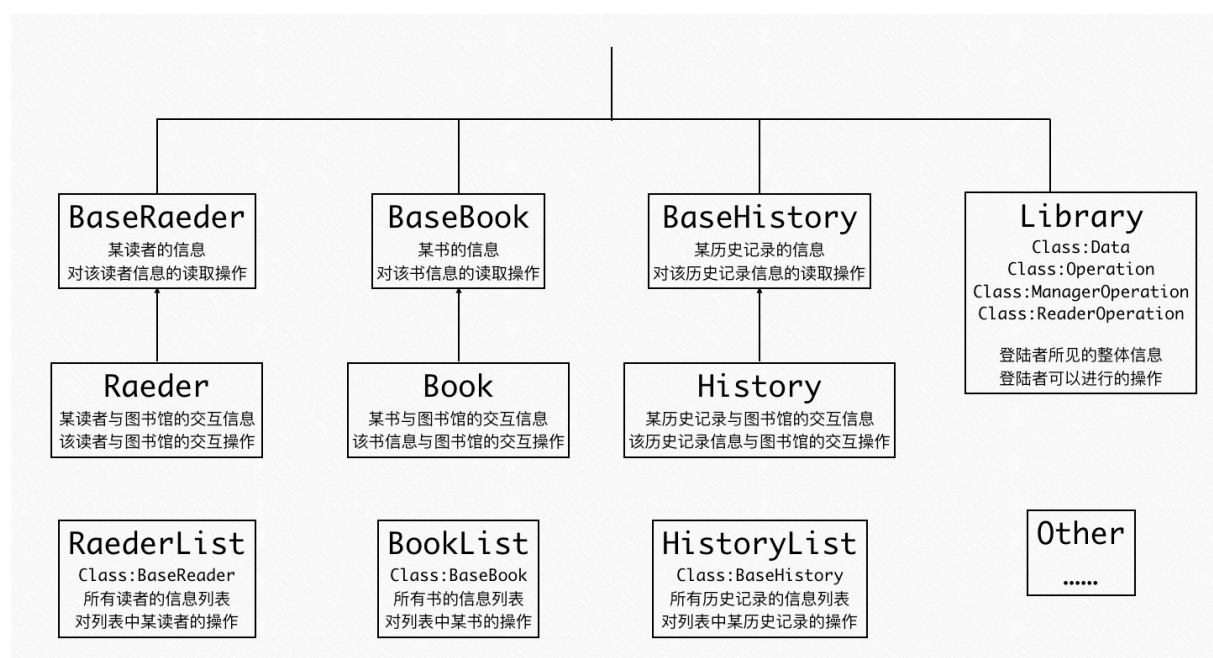 BaseRaeder
某读者的信息
对该读者信息的读取操作
BaseBook
某书的信息
对该书信息的读取操作
BaseHistory
某历史记录的信息
对该历史记录信息的读取操作
Library
Class:Data
Class:Operation
Class:ManagerOperation
Class:ReaderOperation
登陆者所见的整体信息
登陆者可以进行的操作
Raeder
某读者与图书馆的交互信息
该读者与图书馆的交互操作
Book
某书与图书馆的交互信息
该书信息与图书馆的交互操作
History
某历史记录与图书馆的交互信息
该历史记录信息与图书馆的交互操作
RaederList
Class:BaseReader
所有读者的信息列表
对列表中某读者的操作
BookList
Class:BaseBook
所有书的信息列表
对列表中某书的操作
HistoryList
Class:BaseHistory
所有历史记录的信息列表
对列表中某历史记录的操作
Other
……